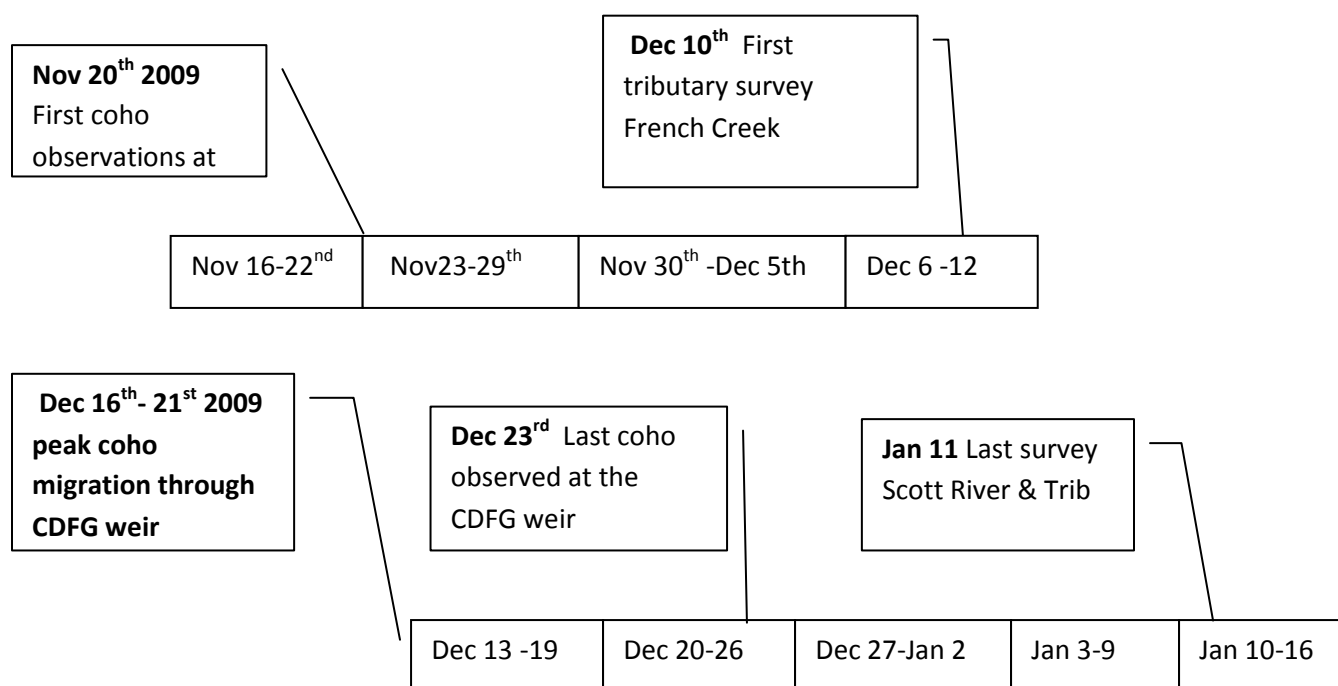 Nov 20th 2009
First coho
observations at
Dec 10th First
tributary survey
French Creek
Nov 16-22nd
Nov23-29th
Nov 30th -Dec 5th
Dec 6 -12
Dec 16th- 21st 2009
peak coho
migration through
CDFG weir
Dec 23rd Last coho
observed at the
CDFG weir
Jan 11 Last survey
Scott River & Trib
Dec 13 -19
Dec 20-26
Dec 27-Jan 2
Jan 3-9
Jan 10-16